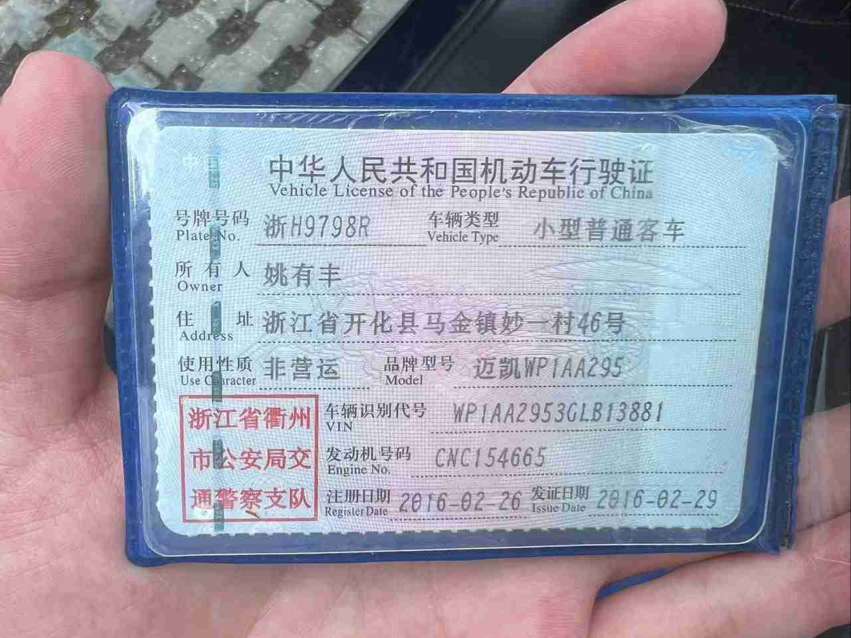 中华人民共和国机动车行驶证
Vehicle License of the People's Republic of China
号牌号码 浙H9798R 车辆类型 小型普通客车
Plate No. Vehicle Type
所有人 姚有丰
Owner
住址 浙江省开化县马金镇妙一村46号
Address
使用性质 非营运 品牌型号 迈凯WP1AA295
Use Character Model
浙江省衢州 车辆识别代号 WP1AA2953GLB13881
VIN
市公安局交 发动机号码 CNC154665
Engine No.
通警察支队 注册日期 2016-02-26 发证日期 2016-02-29
Register Date Issue Date